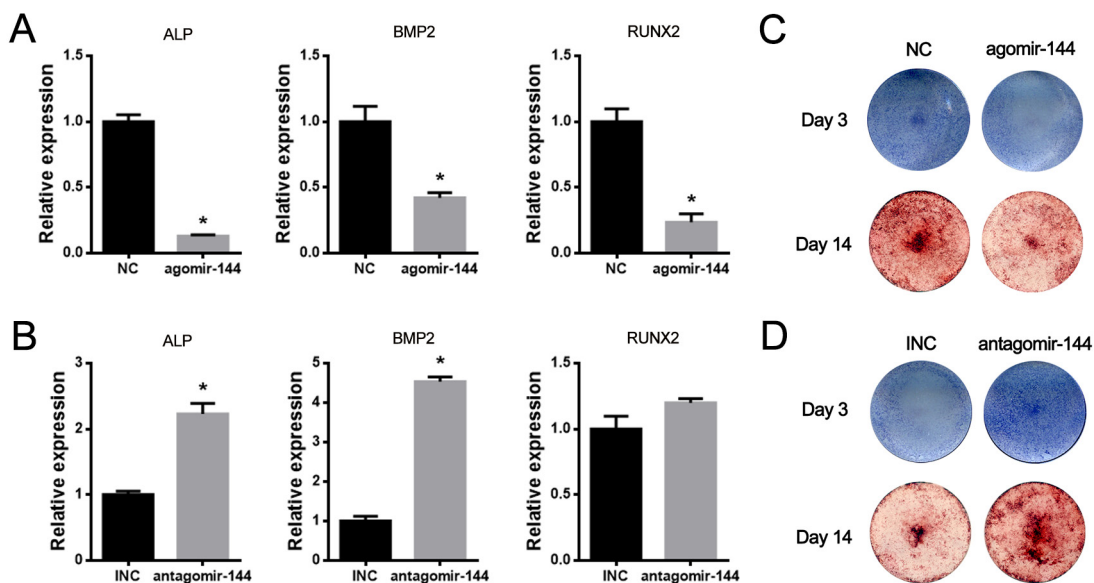 A
ALP
BMP2
RUNX2
Relative expression
1.5
1.0
0.5
0.0
NC
agomir-144
*
Relative expression
1.5
1.0
0.5
0.0
NC
agomir-144
*
Relative expression
1.5
1.0
0.5
0.0
NC
agomir-144
*
C
NC agomir-144
Day 3
Day 14
B
ALP
BMP2
RUNX2
Relative expression
3
2
1
0
INC
antagomir-144
*
Relative expression
5
4
3
2
1
0
INC
antagomir-144
*
Relative expression
1.5
1.0
0.5
0.0
INC
antagomir-144
D
INC antagomir-144
Day 3
Day 14